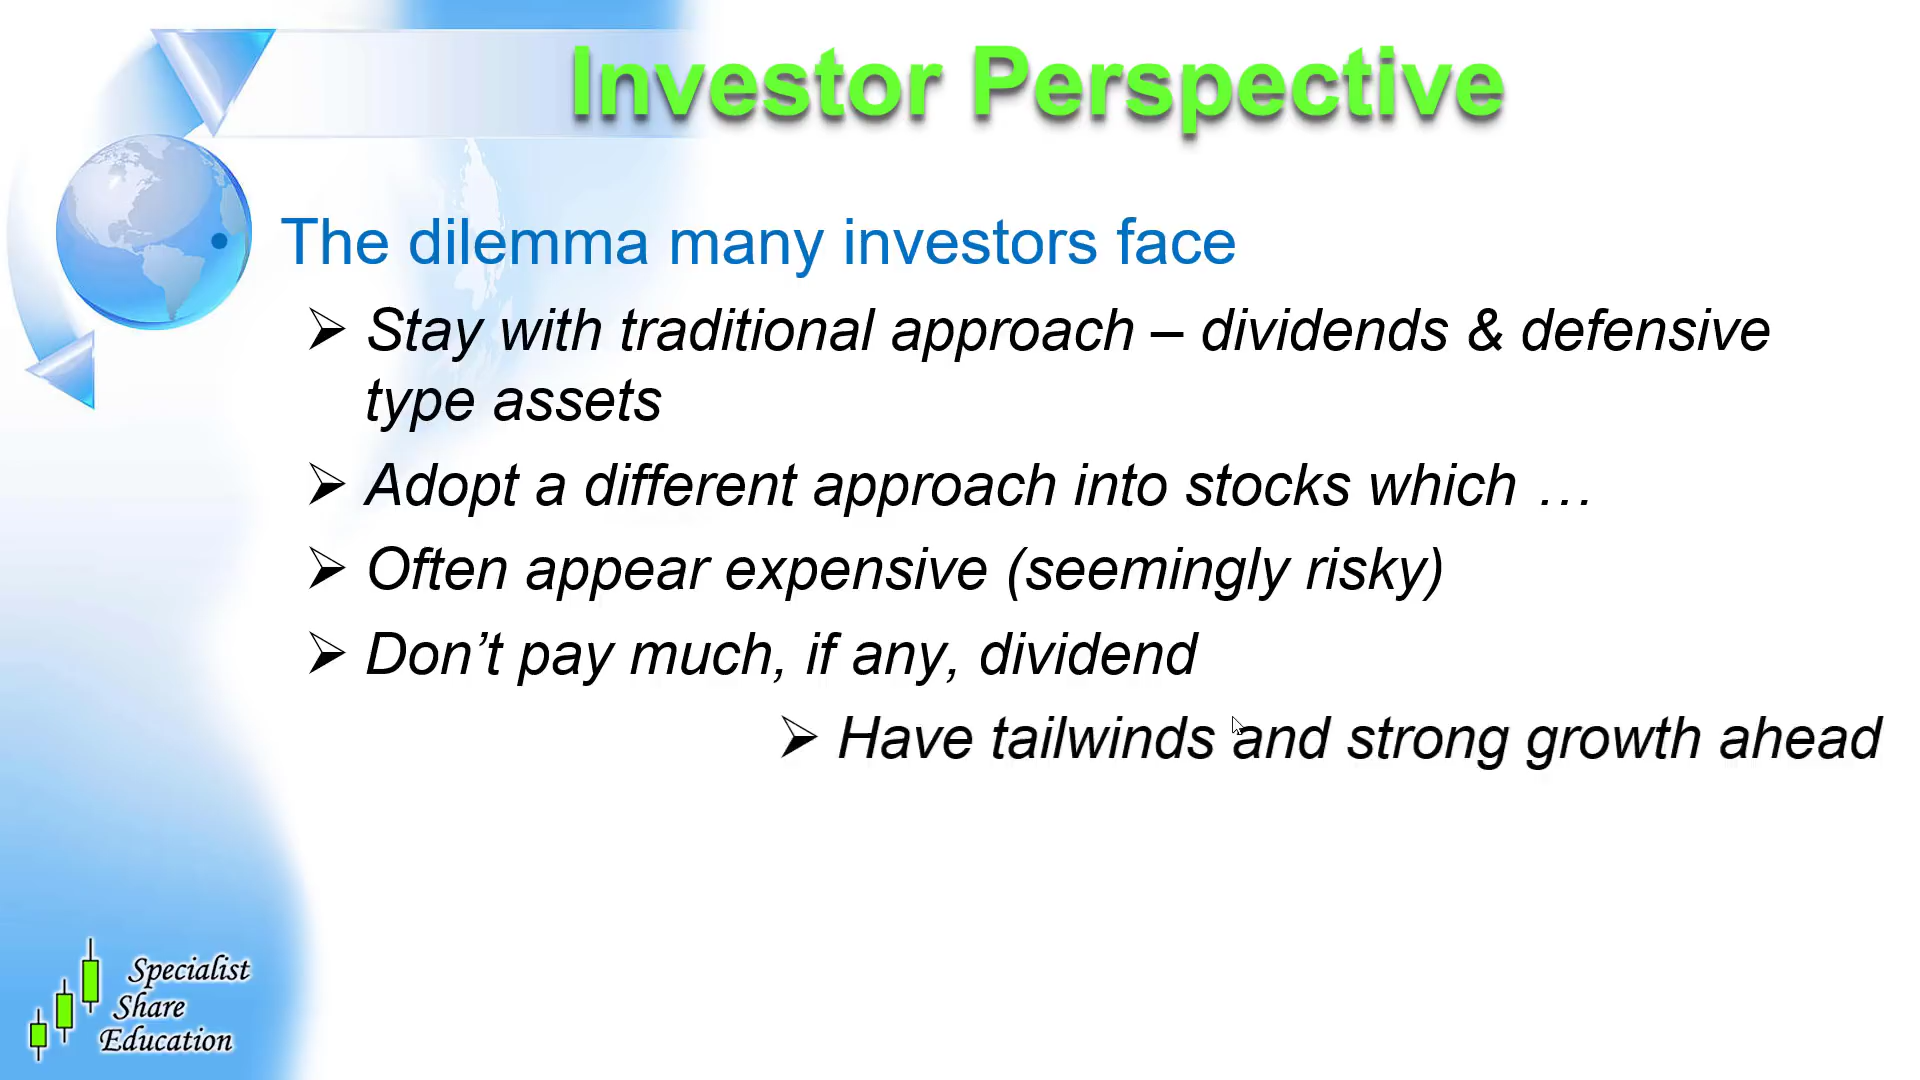 Investor Perspective
The dilemma many investors face
Stay with traditional approach – dividends & defensive
type assets
Adopt a different approach into stocks which …
Often appear expensive (seemingly risky)
Don’t pay much, if any, dividend
Have tailwinds and strong growth ahead
Specialist
Share
Education